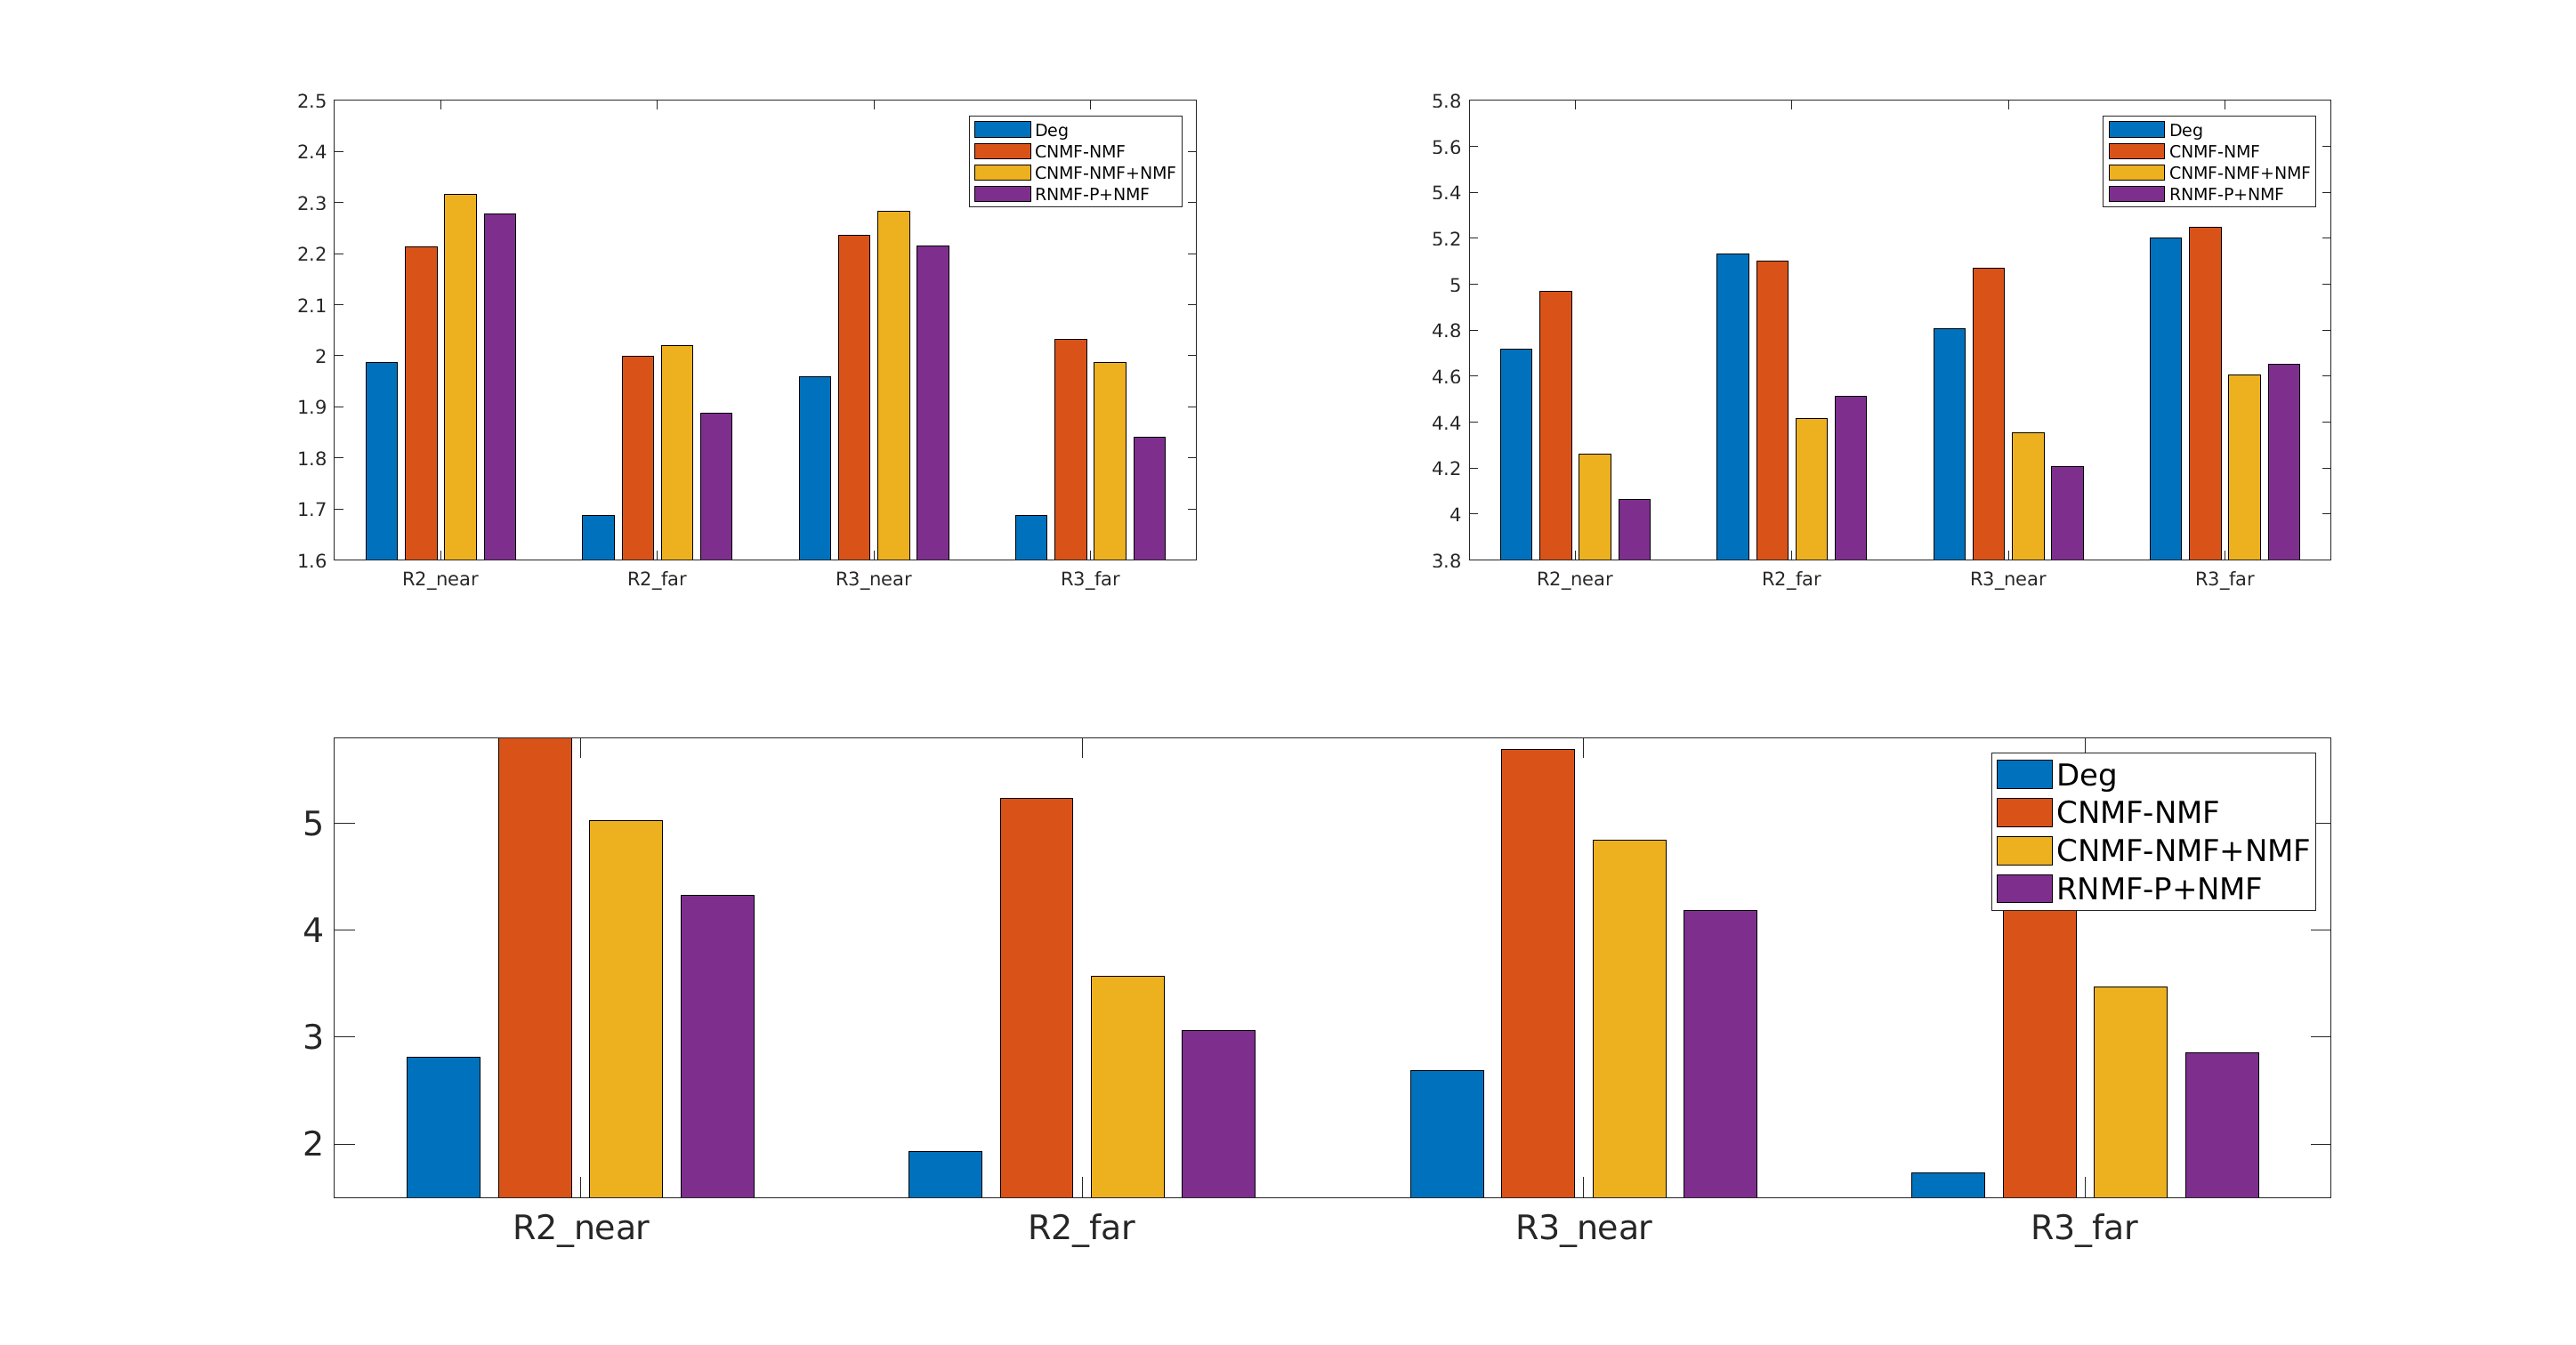 2.5
2.4
2.3
2.2
2.1
2
1.9
1.8
1.7
1.6
R2_near R2_far R3_near R3_far
Deg
CNMF-NMF
CNMF-NMF+NMF
RNMF-P+NMF
5.8
5.6
5.4
5.2
5
4.8
4.6
4.4
4.2
4
3.8
R2_near R2_far R3_near R3_far
Deg
CNMF-NMF
CNMF-NMF+NMF
RNMF-P+NMF
5
4
3
2
R2_near R2_far R3_near R3_far
Deg
CNMF-NMF
CNMF-NMF+NMF
RNMF-P+NMF